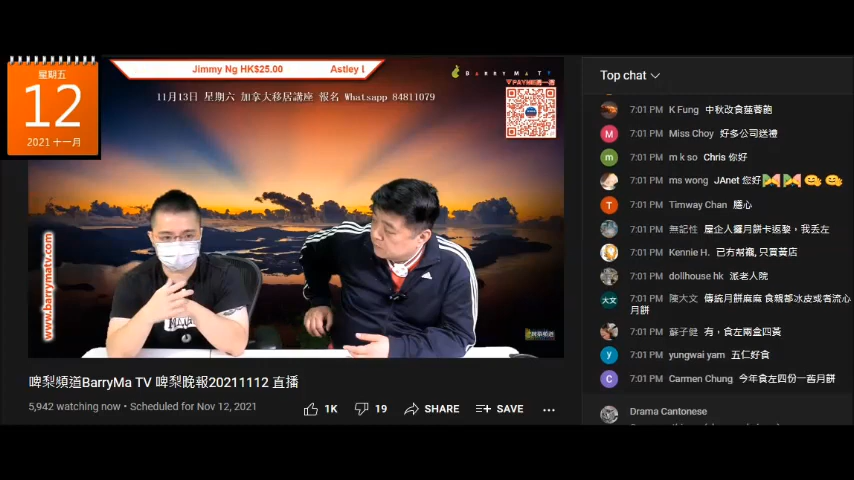 星期五
12
2021 十一月
Jimmy Ng HK$25.00
Astley L
BARRYMATV
11月13日 星期六 加拿大移居講座 報名 Whatsapp 84811079
www.barrymatv.com
啤梨頻道BarryMa TV 啤梨晚報20211112 直播
5,942 watching now • Scheduled for Nov 12, 2021
1K
19
SHARE
SAVE
Top chat
7:01 PM K Fung 中秋改食蓮蓉飽
7:01 PM Miss Choy 好多公司送禮
7:01 PM m k so Chris 你好
7:01 PM ms wong JAnet 您好
7:01 PM Timway Chan 膳心
7:01 PM 無記性 屋企人攞月餅卡返黎，我丢左
7:01 PM Kennie H. 己冇幫襯, 只買黃店
7:01 PM dollhouse hk 派老人院
7:01 PM 陳大文 傳統月餅麻麻 食親都冰皮或者流心
月餅
7:01 PM 蘇子健 有，食左兩盒四黃
7:01 PM yungwai yam 五仁好食
7:01 PM Carmen Chung 今年食左四份一舊月餅
Drama Cantonese